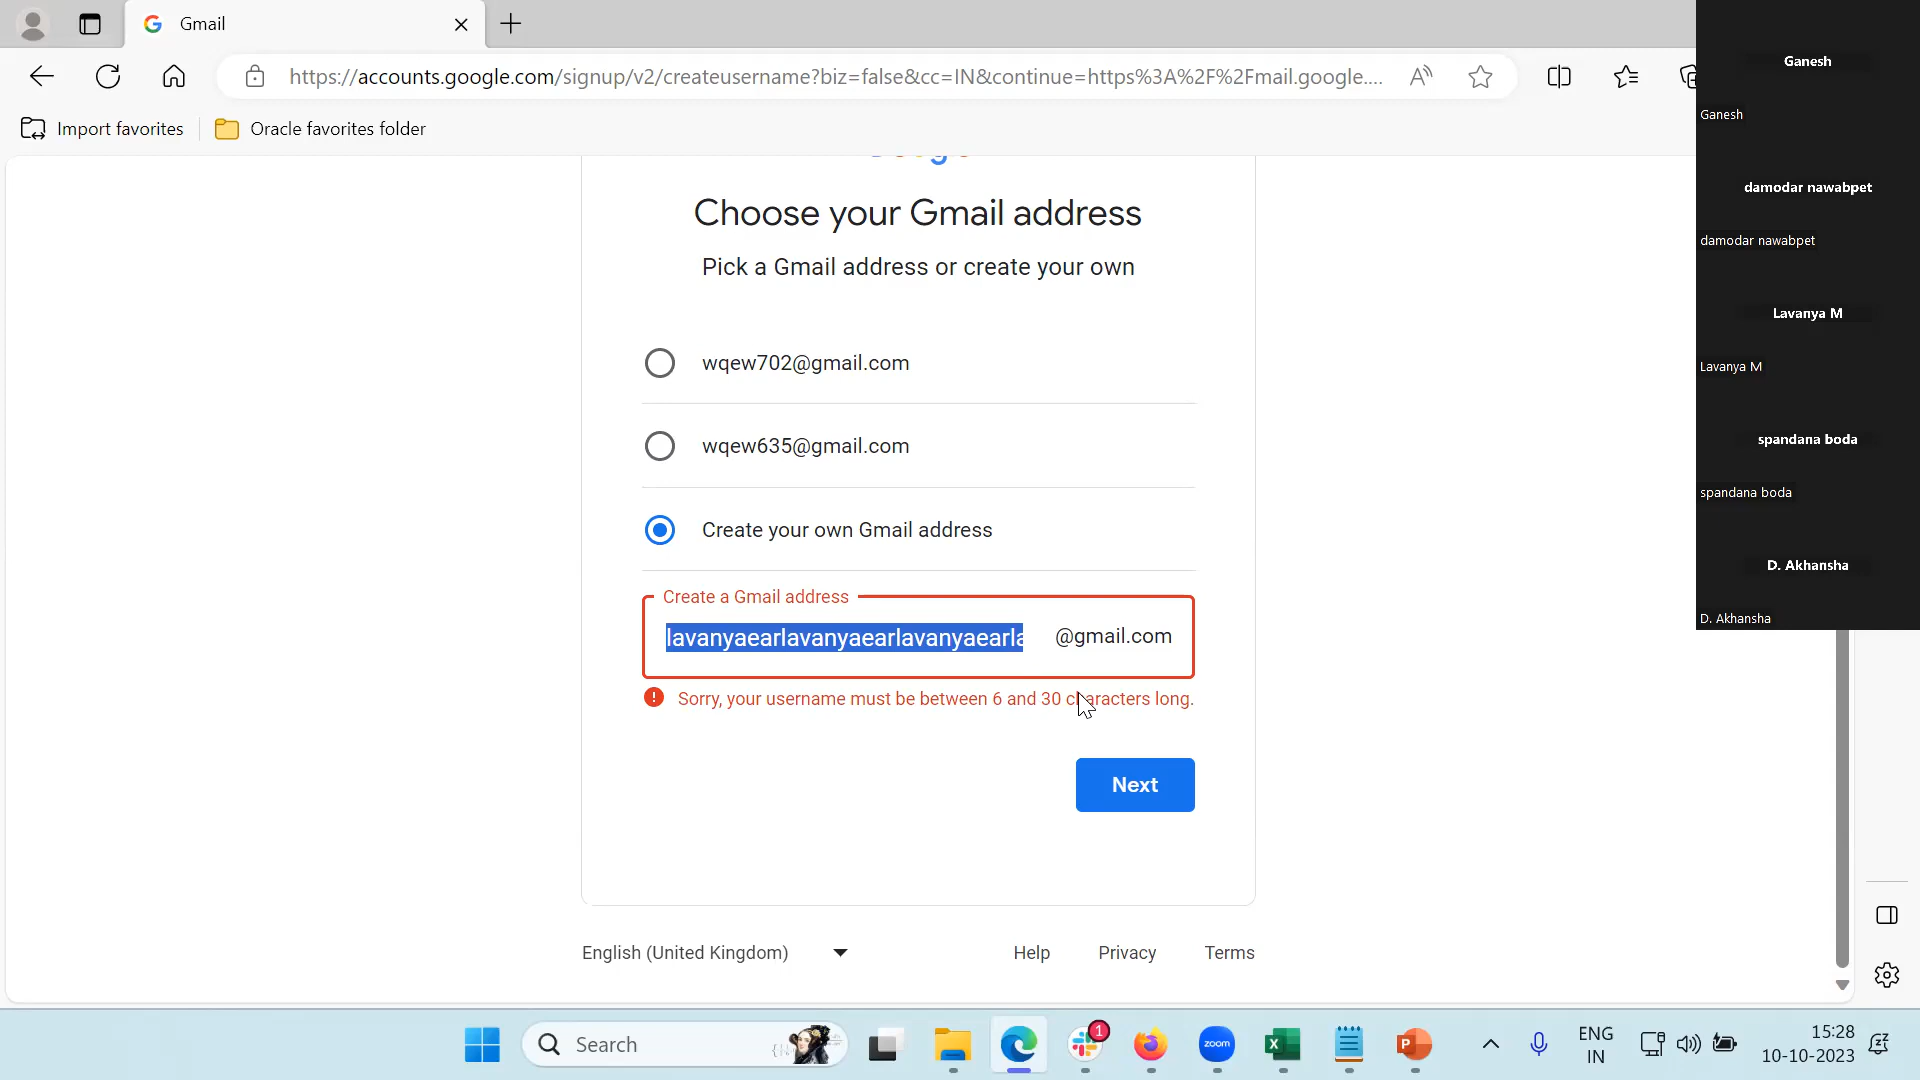 Gmail
https://accounts.google.com/signup/v2/createusername?biz=false&cc=IN&continue=https%3A%2F%2Fmail.google....
Import favorites
Oracle favorites folder
Choose your Gmail address
Pick a Gmail address or create your own
wqew702@gmail.com
wqew635@gmail.com
Create your own Gmail address
Create a Gmail address
lavanyaearlavanyaearlavanyaearla
@gmail.com
Sorry, your username must be between 6 and 30 characters long.
Next
English (United Kingdom)
Help
Privacy
Terms
Ganesh
Ganesh
damodar nawabpet
damodar nawabpet
Lavanya M
Lavanya M
spandana boda
spandana boda
D. Akhansha
D. Akhansha
Search
1
zoom
X
P
ENG
IN
15:28
10-10-2023